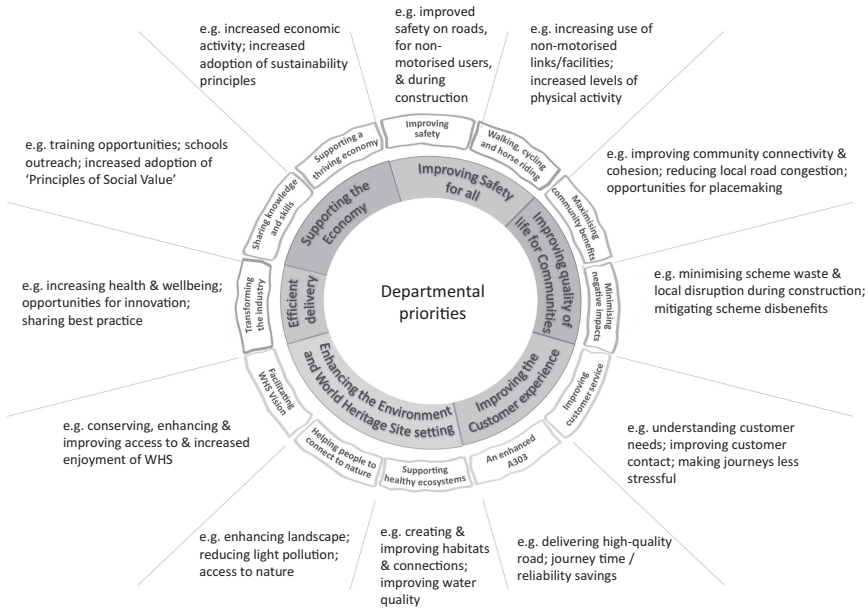 e.g. increased economic
activity; increased
adoption of sustainability
principles
e.g. improved
safety on roads,
for non-
motorised users,
& during
construction
e.g. increasing use of
non-motorised
links/facilities;
increased levels of
physical activity
e.g. training opportunities; schools
outreach; increased adoption of
‘Principles of Social Value’
e.g. improving community connectivity &
cohesion; reducing local road congestion;
opportunities for placemaking
e.g. increasing health & wellbeing;
opportunities for innovation;
sharing best practice
e.g. minimising scheme waste &
local disruption during construction;
mitigating scheme disbenefits
e.g. conserving, enhancing &
improving access to & increased
enjoyment of WHS
e.g. understanding customer
needs; improving customer
contact; making journeys less
stressful
e.g. enhancing landscape;
reducing light pollution;
access to nature
e.g. creating &
improving habitats
& connections;
improving water
quality
e.g. delivering high-quality
road; journey time /
reliability savings
Supporting a
thriving economy
Improving
safety
Walking, cycling
and horse riding
Maximising
community benefits
Minimising
negative impacts
Improving
customer service
An enhanced
A303
Supporting
healthy ecosystems
Helping people to
connect to nature
Facilitating
WHS vision
Transforming
the industry
Sharing knowledge
and skills
Supporting the
Economy
Improving Safety
for all
Improving quality of
life for Communities
Improving the
Customer experience
Enhancing the Environment
and World Heritage Site setting
Efficient
delivery
Departmental
priorities